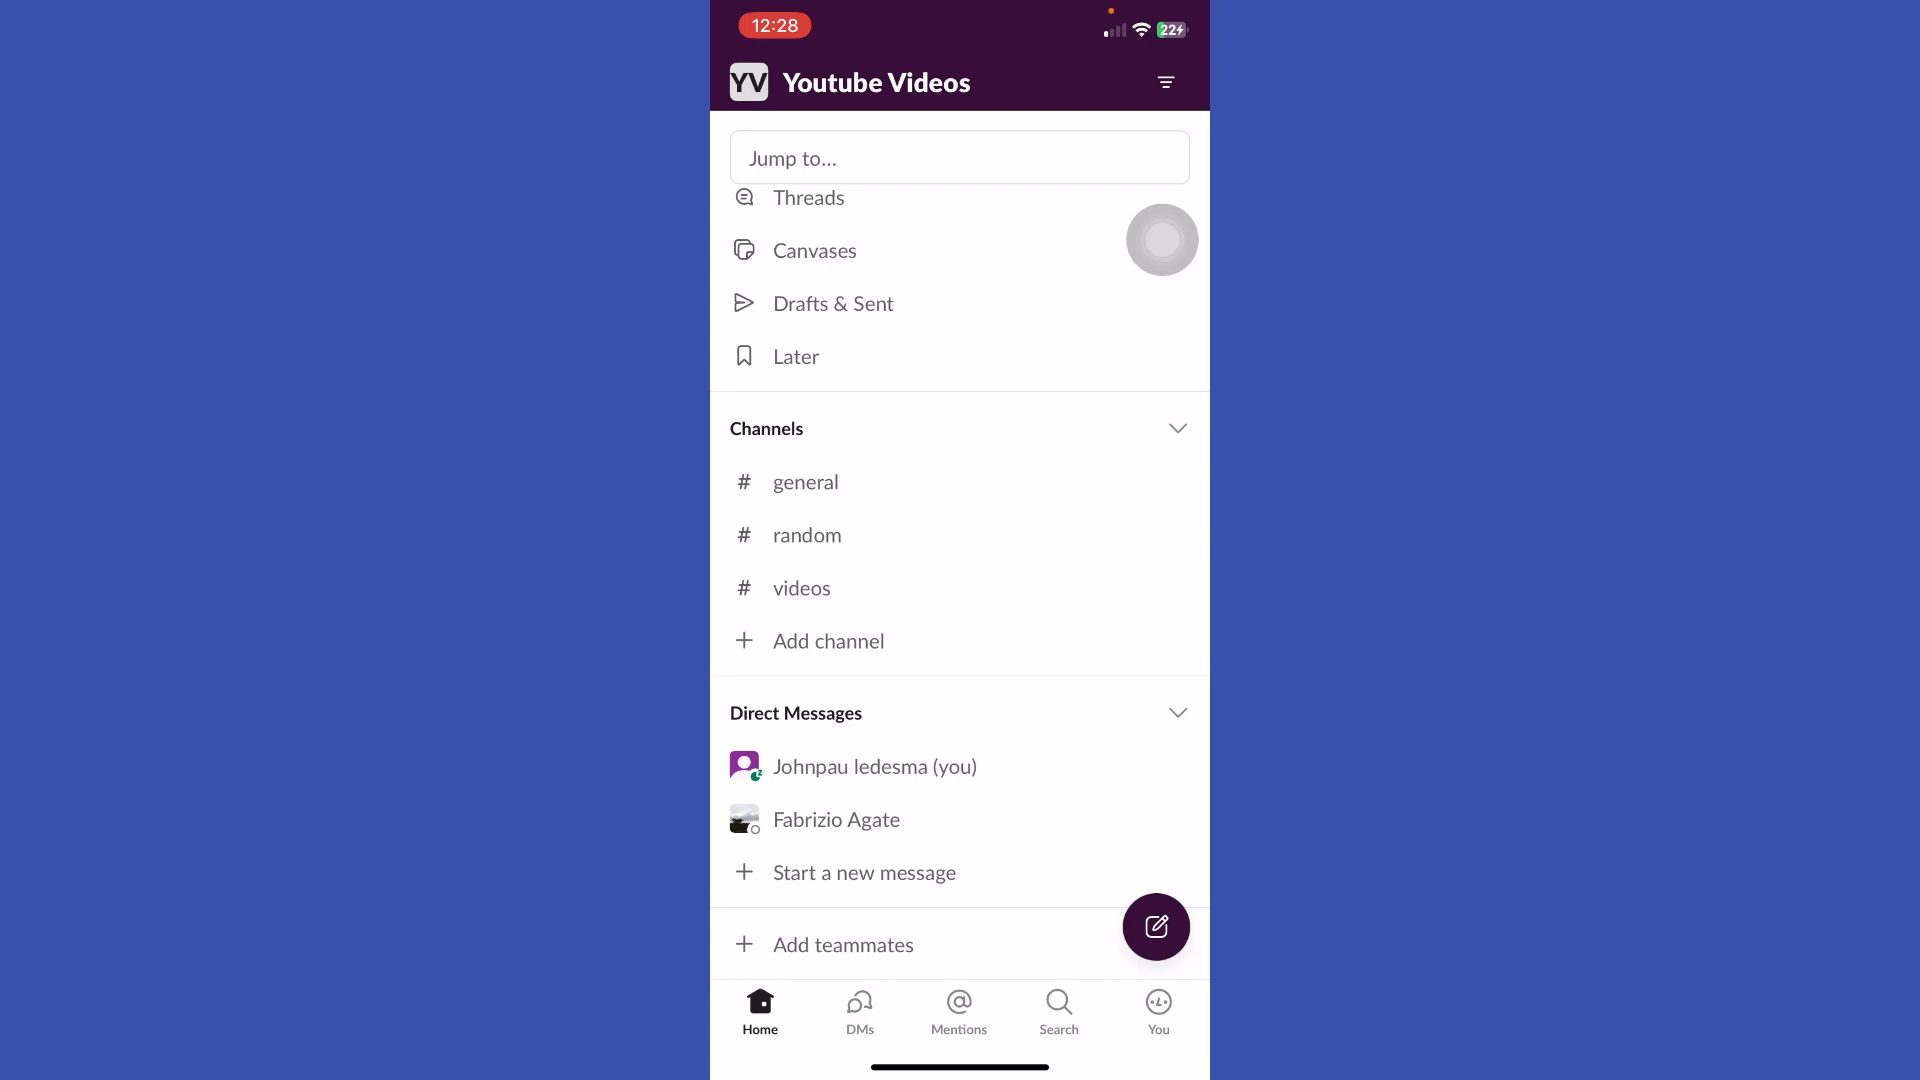 12:28
22
YV Youtube Videos
Jump to...
Threads
Canvases
Drafts & Sent
Later
Channels
# general
# random
# videos
+ Add channel
Direct Messages
Johnpau ledesma (you)
Fabrizio Agate
+ Start a new message
+ Add teammates
Home DMs Mentions Search You